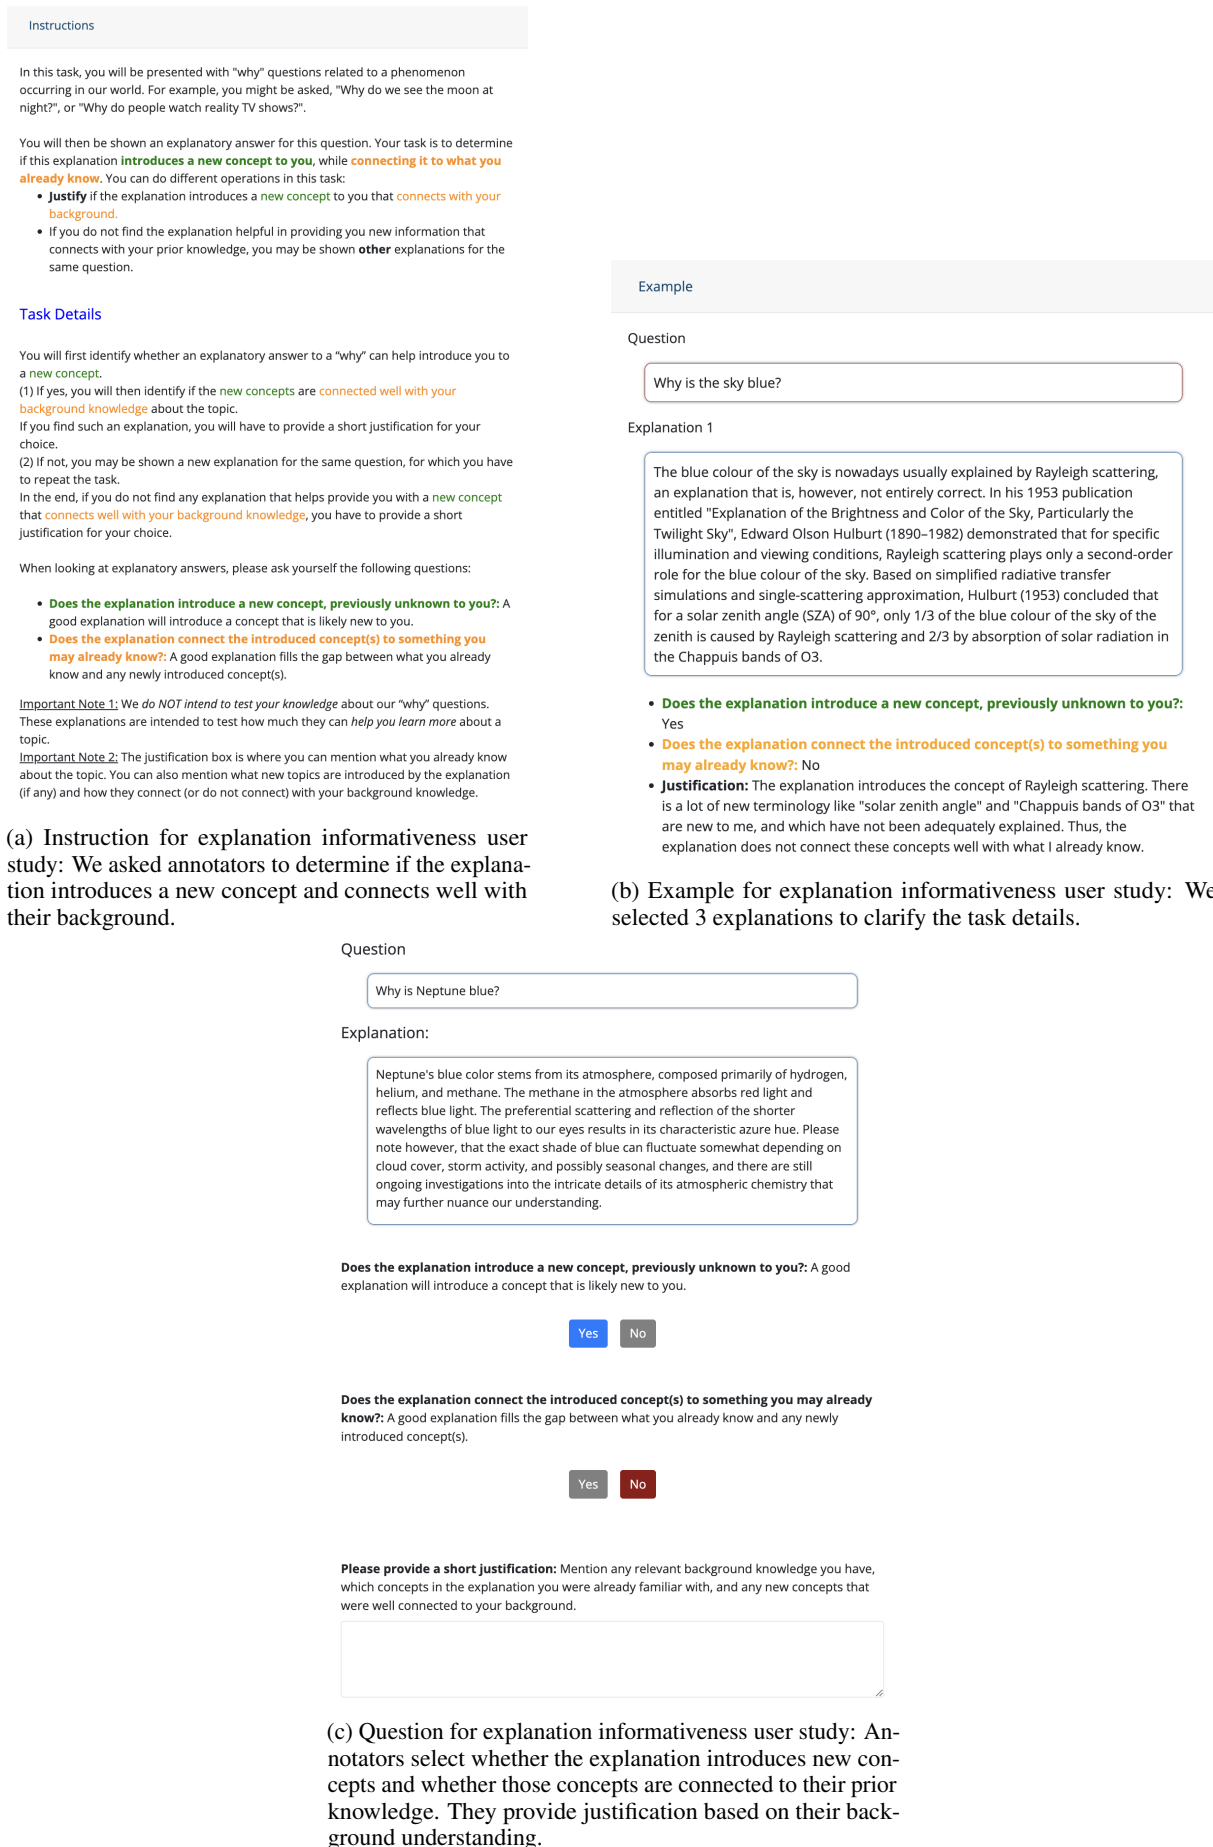 Instructions
In this task, you will be presented with "why" questions related to a phenomenon
occurring in our world. For example, you might be asked, "Why do we see the moon at
night?", or "Why do people watch reality TV shows?".
You will then be shown an explanatory answer for this question. Your task is to determine
if this explanation introduces a new concept to you, while connecting it to what you
already know. You can do different operations in this task:
• Justify if the explanation introduces a new concept to you that connects with your
background.
• If you do not find the explanation helpful in providing you new information that
connects with your prior knowledge, you may be shown other explanations for the
same question.
Task Details
You will first identify whether an explanatory answer to a “why” can help introduce you to
a new concept.
(1) If yes, you will then identify if the new concepts are connected well with your
background knowledge about the topic.
If you find such an explanation, you will have to provide a short justification for your
choice.
(2) If not, you may be shown a new explanation for the same question, for which you have
to repeat the task.
In the end, if you do not find any explanation that helps provide you with a new concept
that connects well with your background knowledge, you have to provide a short
justification for your choice.
When looking at explanatory answers, please ask yourself the following questions:
• Does the explanation introduce a new concept, previously unknown to you?: A
good explanation will introduce a concept that is likely new to you.
• Does the explanation connect the introduced concept(s) to something you
may already know?: A good explanation fills the gap between what you already
know and any newly introduced concept(s).
Important Note 1: We do NOT intend to test your knowledge about our “why” questions.
These explanations are intended to test how much they can help you learn more about a
topic.
Important Note 2: The justification box is where you can mention what you already know
about the topic. You can also mention what new topics are introduced by the explanation
(if any) and how they connect (or do not connect) with your background knowledge.
(a) Instruction for explanation informativeness user
study: We asked annotators to determine if the explana-
tion introduces a new concept and connects well with
their background.
Example
Question
Why is the sky blue?
Explanation 1
The blue colour of the sky is nowadays usually explained by Rayleigh scattering,
an explanation that is, however, not entirely correct. In his 1953 publication
entitled "Explanation of the Brightness and Color of the Sky, Particularly the
Twilight Sky", Edward Olson Hulburt (1890–1982) demonstrated that for specific
illumination and viewing conditions, Rayleigh scattering plays only a second-order
role for the blue colour of the sky. Based on simplified radiative transfer
simulations and single-scattering approximation, Hulburt (1953) concluded that
for a solar zenith angle (SZA) of 90°, only 1/3 of the blue colour of the sky of the
zenith is caused by Rayleigh scattering and 2/3 by absorption of solar radiation in
the Chappuis bands of O3.
• Does the explanation introduce a new concept, previously unknown to you?:
Yes
• Does the explanation connect the introduced concept(s) to something you
may already know?: No
• Justification: The explanation introduces the concept of Rayleigh scattering. There
is a lot of new terminology like "solar zenith angle" and "Chappuis bands of O3" that
are new to me, and which have not been adequately explained. Thus, the
explanation does not connect these concepts well with what I already know.
(b) Example for explanation informativeness user study: We
selected 3 explanations to clarify the task details.
Question
Why is Neptune blue?
Explanation:
Neptune's blue color stems from its atmosphere, composed primarily of hydrogen,
helium, and methane. The methane in the atmosphere absorbs red light and
reflects blue light. The preferential scattering and reflection of the shorter
wavelengths of blue light to our eyes results in its characteristic azure hue. Please
note however, that the exact shade of blue can fluctuate somewhat depending on
cloud cover, storm activity, and possibly seasonal changes, and there are still
ongoing investigations into the intricate details of its atmospheric chemistry that
may further nuance our understanding.
Does the explanation introduce a new concept, previously unknown to you?: A good
explanation will introduce a concept that is likely new to you.
Yes No
Does the explanation connect the introduced concept(s) to something you may already
know?: A good explanation fills the gap between what you already know and any newly
introduced concept(s).
Yes No
Please provide a short justification: Mention any relevant background knowledge you have,
which concepts in the explanation you were already familiar with, and any new concepts that
were well connected to your background.
(c) Question for explanation informativeness user study: An-
notators select whether the explanation introduces new con-
cepts and whether those concepts are connected to their prior
knowledge. They provide justification based on their back-
ground understanding.